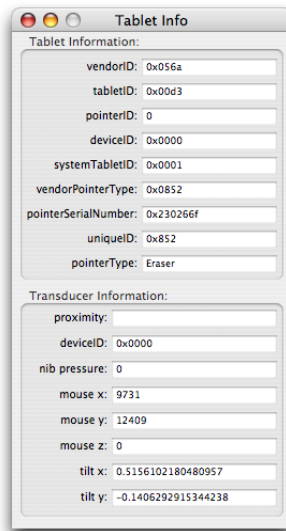 Tablet Info
Tablet Information:
vendorID: 0x056a
tabletID: 0x00d3
pointerID: 0
deviceID: 0x0000
systemTabletID: 0x0001
vendorPointerType: 0x0852
pointerSerialNumber: 0x230266f
uniqueID: 0x852
pointerType: Eraser
Transducer Information:
proximity:
deviceID: 0x0000
nib pressure: 0
mouse x: 9731
mouse y: 12409
mouse z: 0
tilt x: 0.5156102180480957
tilt y: -0.1406292915344238